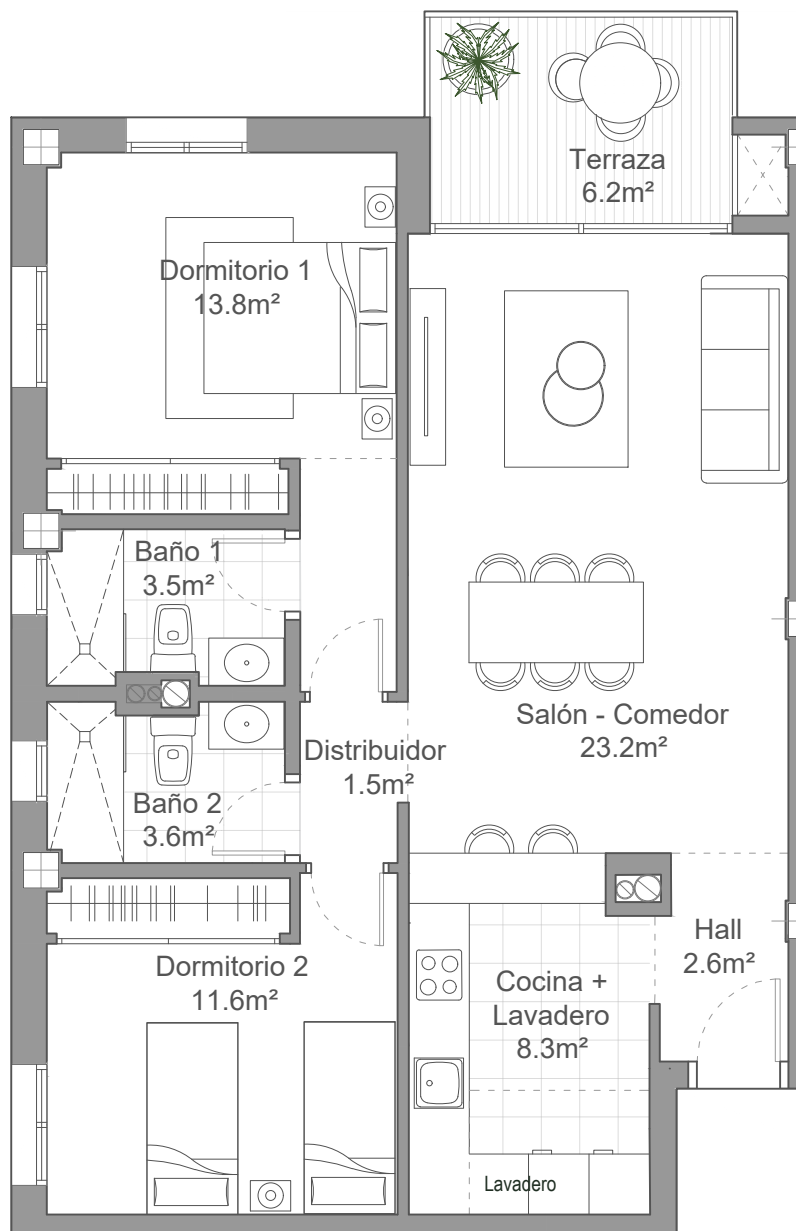 Terraza
6.2m²
Dormitorio 1
13.8m²
Baño 1
3.5m²
Salón - Comedor
23.2m²
Distribuidor
1.5m²
Baño 2
3.6m²
Hall
2.6m²
Dormitorio 2
11.6m²
Cocina +
Lavadero
8.3m²
Lavadero